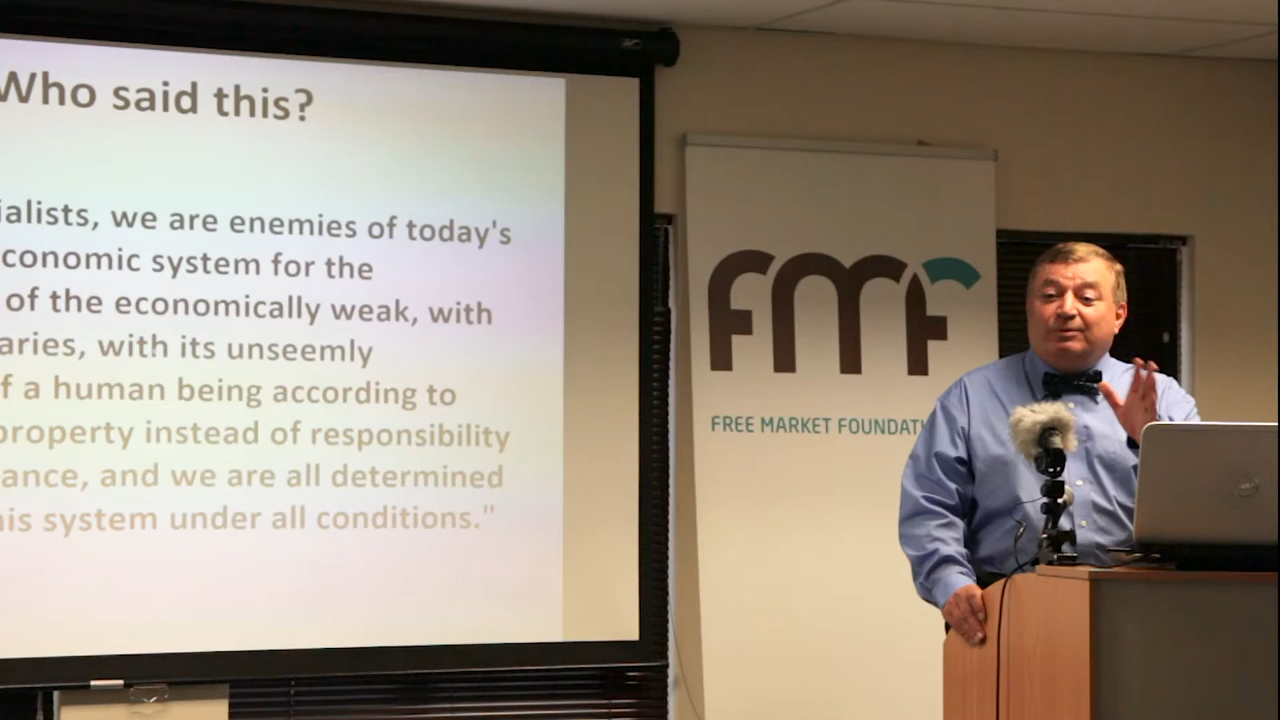 Who said this?
ialists, we are enemies of today's
conomic system for the
of the economically weak, with
aries, with its unseemly
f a human being according to
property instead of responsibility
ance, and we are all determined
is system under all conditions."
fmf
FREE MARKET FOUNDATI
DELL